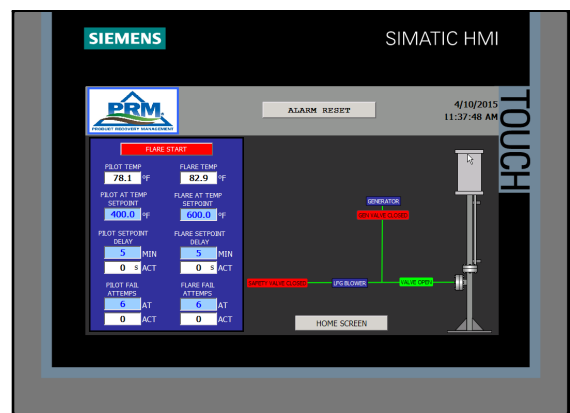 SIEMENS
SIMATIC HMI
TOUCH
PRM
PRODUCT RECOVERY MANAGEMENT
ALARM RESET
4/10/2015
11:37:48 AM
FLARE START
PILOT TEMP
FLARE TEMP
78.1 °F
82.9 °F
PILOT AT TEMP
SETPOINT
FLARE AT TEMP
SETPOINT
400.0 °F
600.0 °F
PILOT SETPOINT
DELAY
FLARE SETPOINT
DELAY
5 MIN
5 MIN
0 s ACT
0 s ACT
PILOT FAIL
ATTEMPS
FLARE FAIL
ATTEMPS
6 AT
6 AT
0 ACT
0 ACT
GENERATOR
GEN VALVE CLOSED
SAFETY VALVE CLOSED
LFG BLOWER
VALVE OPEN
HOME SCREEN